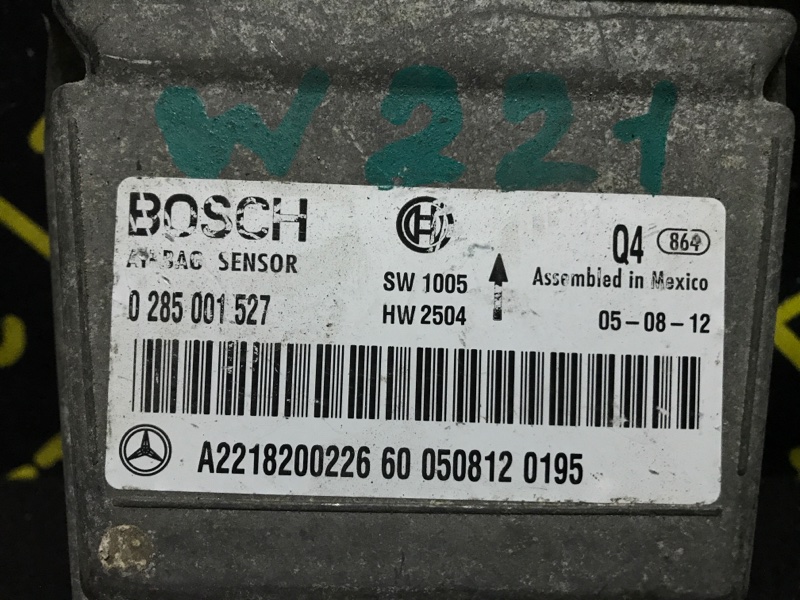 W221
BOSCH
AIRBAG SENSOR
0 285 001 527
SW 1005
HW 2504
Q4 864
Assembled in Mexico
05-08-12
A2218200226 60 050812 0195